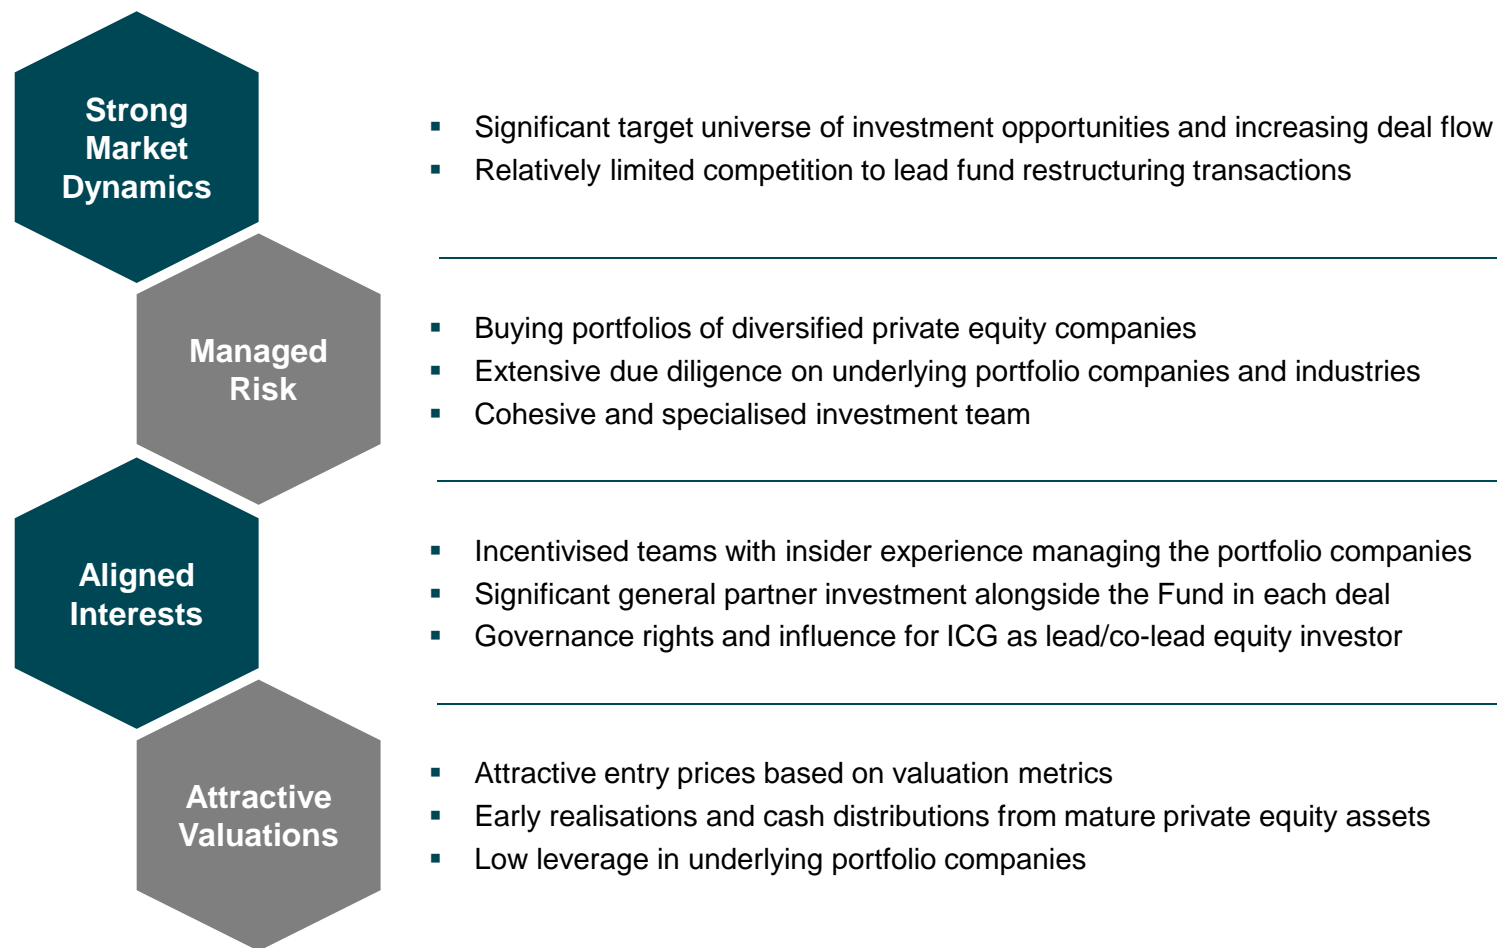 Strong
Market
Dynamics
▪ Significant target universe of investment opportunities and increasing deal flow
▪ Relatively limited competition to lead fund restructuring transactions
Managed
Risk
▪ Buying portfolios of diversified private equity companies
▪ Extensive due diligence on underlying portfolio companies and industries
▪ Cohesive and specialised investment team
Aligned
Interests
▪ Incentivised teams with insider experience managing the portfolio companies
▪ Significant general partner investment alongside the Fund in each deal
▪ Governance rights and influence for ICG as lead/co-lead equity investor
Attractive
Valuations
▪ Attractive entry prices based on valuation metrics
▪ Early realisations and cash distributions from mature private equity assets
▪ Low leverage in underlying portfolio companies